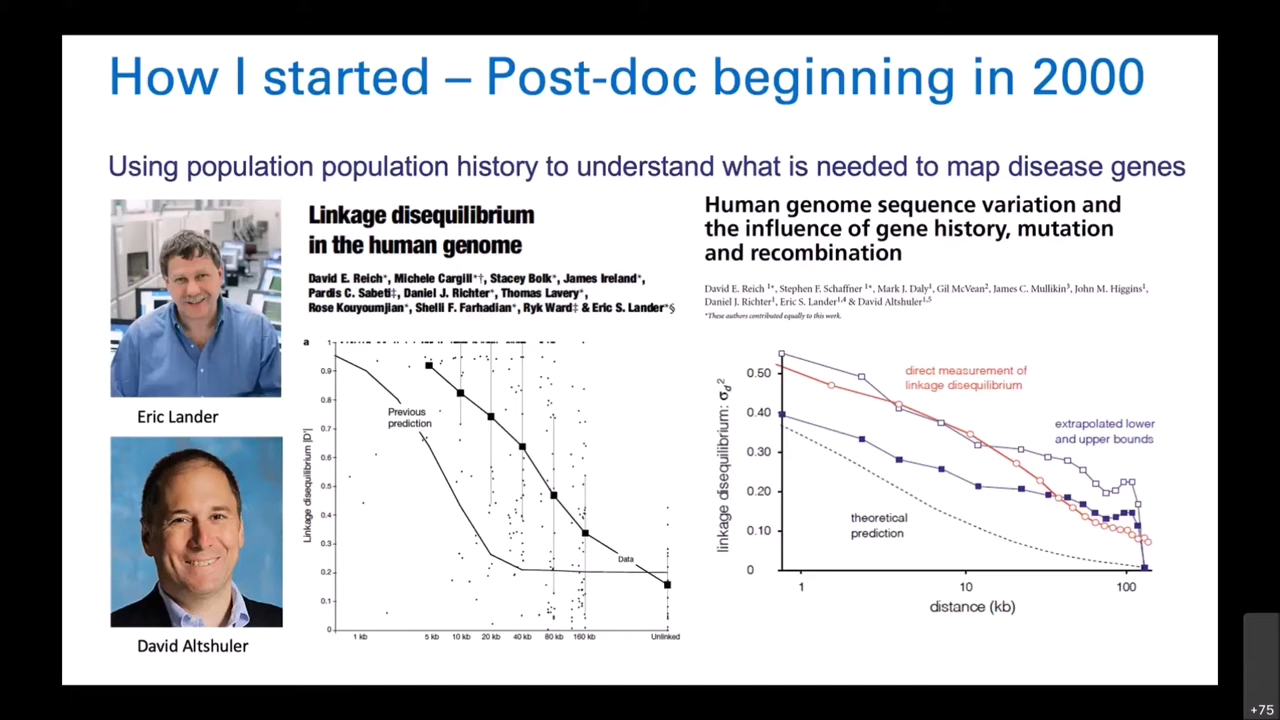 How I started – Post-doc beginning in 2000
Using population population history to understand what is needed to map disease genes
Eric Lander
David Altshuler
Linkage disequilibrium
in the human genome
David E. Reich*, Michele Cargill*†, Stacey Bolk*, James Ireland*,
Pardis C. Sabeti‡, Daniel J. Richter*, Thomas Lavery*,
Rose Kouyoumjian*, Shelli F. Farhadian*, Ryk Ward‡ & Eric S. Lander*§
a
Linkage disequilibrium |D'|
1
0.9
0.8
0.7
0.6
0.5
0.4
0.3
0.2
0.1
0
Previous
prediction
Data
1 kb
5 kb
10 kb
20 kb
40 kb
80 kb
160 kb
Unlinked
Human genome sequence variation and
the influence of gene history, mutation
and recombination
David E. Reich1*, Stephen F. Schaffner1*, Mark J. Daly1, Gil McVean2, James C. Mullikin3, John M. Higgins1,
Daniel J. Richter1, Eric S. Lander1,4 & David Altshuler1,5
*These authors contributed equally to this work.
linkage disequilibrium: σd2
0.50
0.40
0.30
0.20
0.10
0
direct measurement of
linkage disequilibrium
extrapolated lower
and upper bounds
theoretical
prediction
1
10
100
distance (kb)
+75